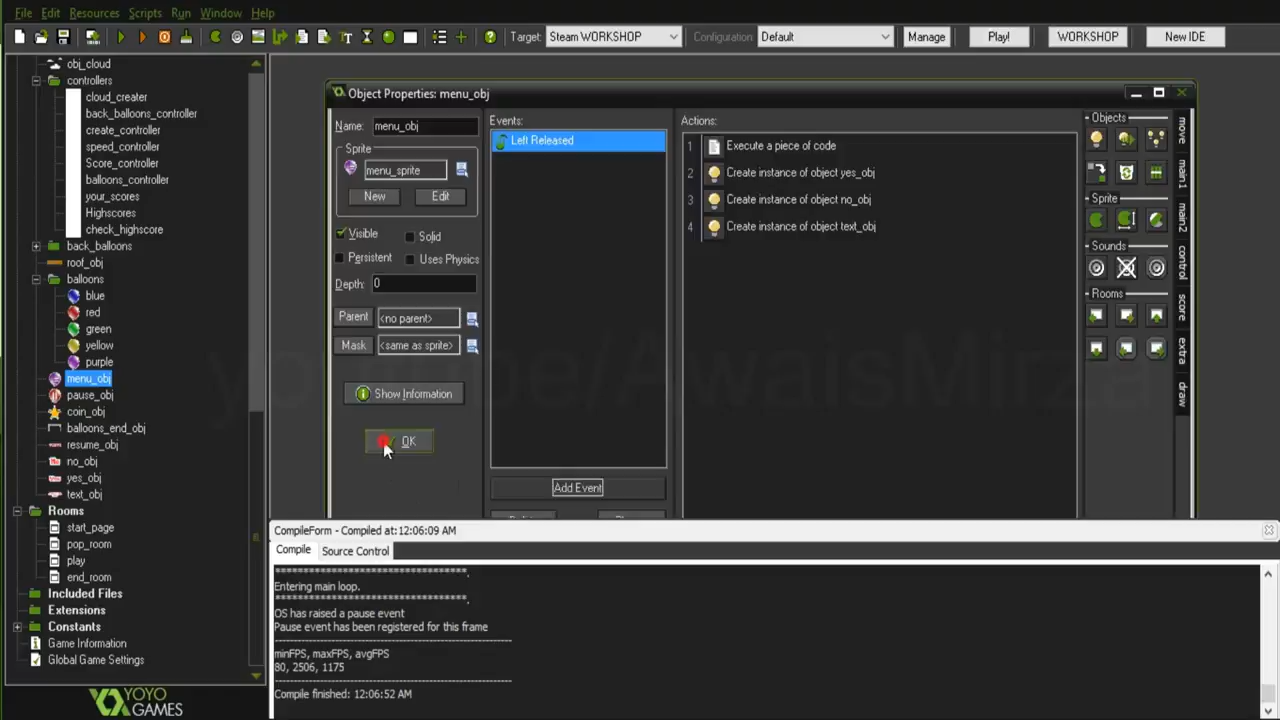 File Edit Resources Scripts Run Window Help
Target: Steam WORKSHOP Configuration: Default Manage Play! WORKSHOP New IDE
obj_cloud
controllers
cloud_creater
back_balloons_controller
create_controller
speed_controller
Score_controller
balloons_controller
your_scores
Highscores
check_highscore
back_balloons
roof_obj
balloons
blue
red
green
yellow
purple
menu_obj
pause_obj
coin_obj
balloons_end_obj
resume_obj
no_obj
yes_obj
text_obj
Rooms
start_page
pop_room
play
end_room
Included Files
Extensions
Constants
Game Information
Global Game Settings
YOYO
GAMES
Object Properties: menu_obj
Name: menu_obj
Sprite
menu_sprite
New Edit
Visible Solid
Persistent Uses Physics
Depth: 0
Parent <no parent>
Mask <same as sprite>
Show Information
OK
Events:
Left Released
Add Event
Actions:
1 Execute a piece of code
2 Create instance of object yes_obj
3 Create instance of object no_obj
4 Create instance of object text_obj
Objects
Sprite
Sounds
Rooms
move
main1
main2
control
score
extra
draw
CompileForm - Compiled at:12:06:09 AM
Compile Source Control
***********************************.
Entering main loop.
***********************************.
OS has raised a pause event
Pause event has been registered for this frame
minFPS, maxFPS, avgFPS
80, 2506, 1175
Compile finished: 12:06:52 AM